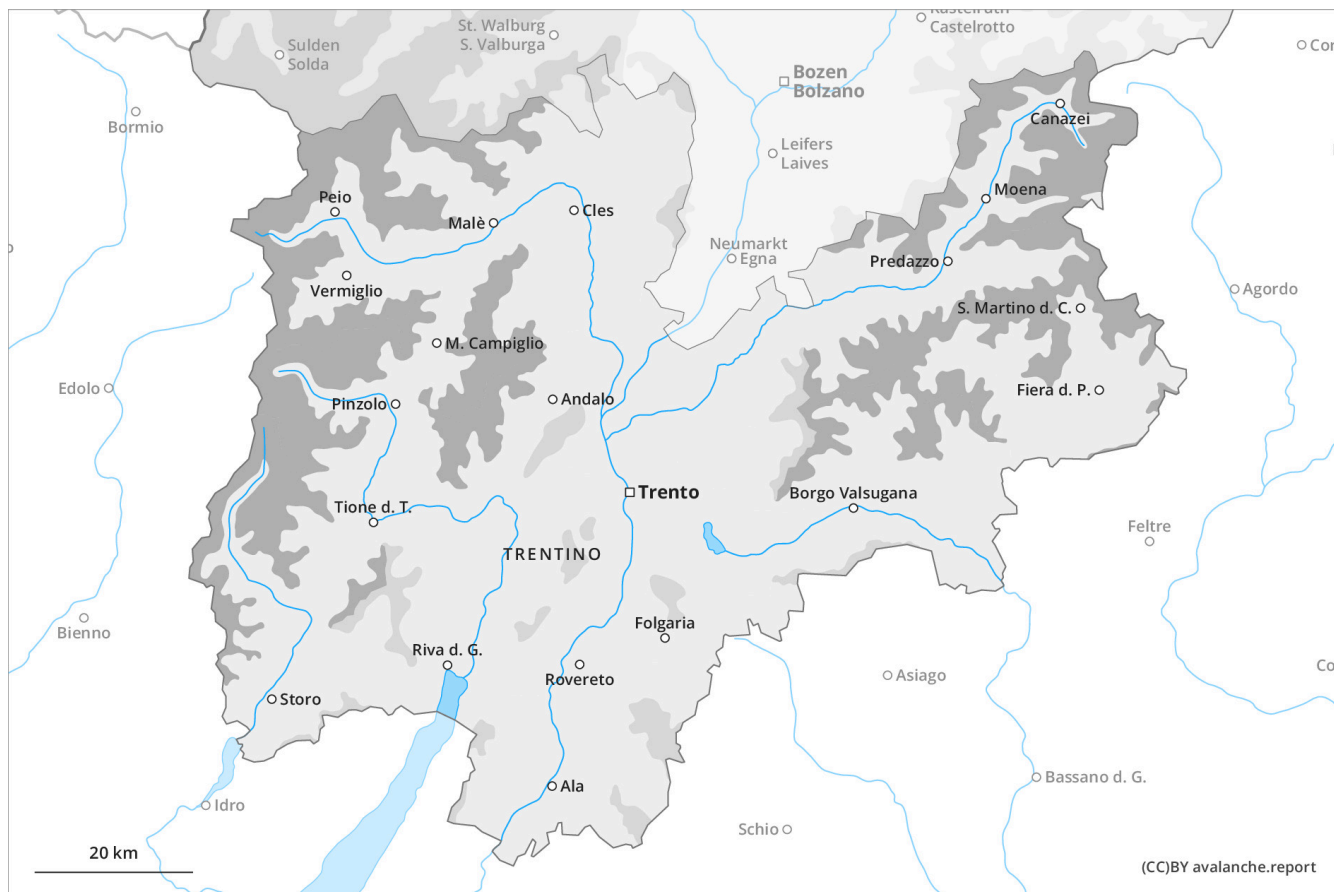 St. Walburg
S. Valburga
Castelrotto
Sulden
Solda
Bozen
Bolzano
Bormio
Canazei
Leifers
Laives
Peio
Moena
Malè
Cles
Neumarkt
Egna
Predazzo
Vermiglio
Agordo
S. Martino d. C.
M. Campiglio
Edolo
Fiera d. P.
Pinzolo
Andalo
Trento
Borgo Valsugana
Tione d. T.
Feltre
TRENTINO
Bienno
Folgaria
Riva d. G.
Rovereto
Asiago
Storo
Bassano d. G.
Ala
Idro
Schio
20 km
(CC)BY avalanche.report